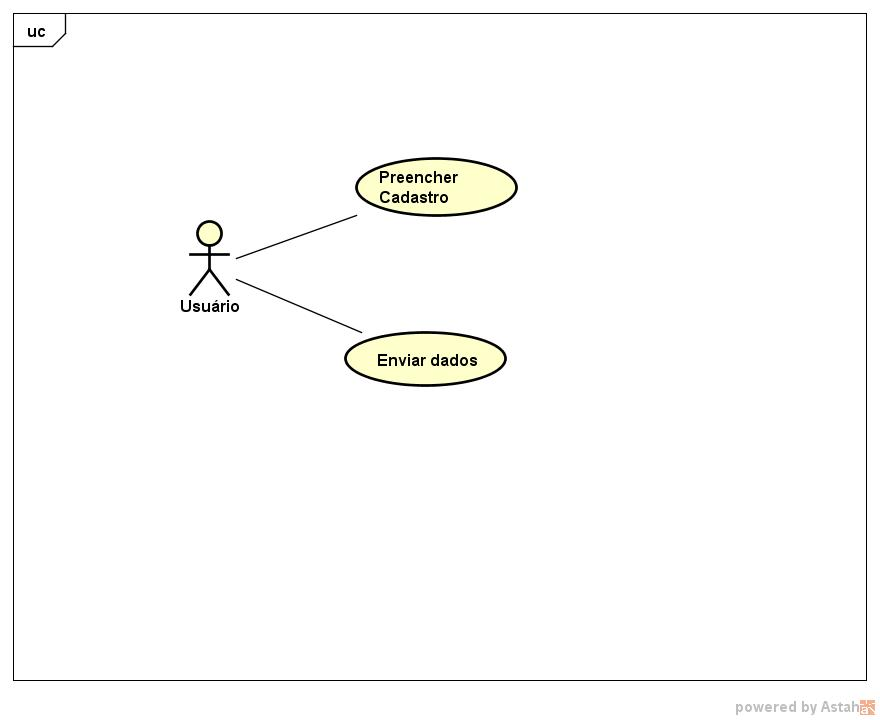 uc
Preencher
Cadastro
Usuário
Enviar dados
powered by Astah